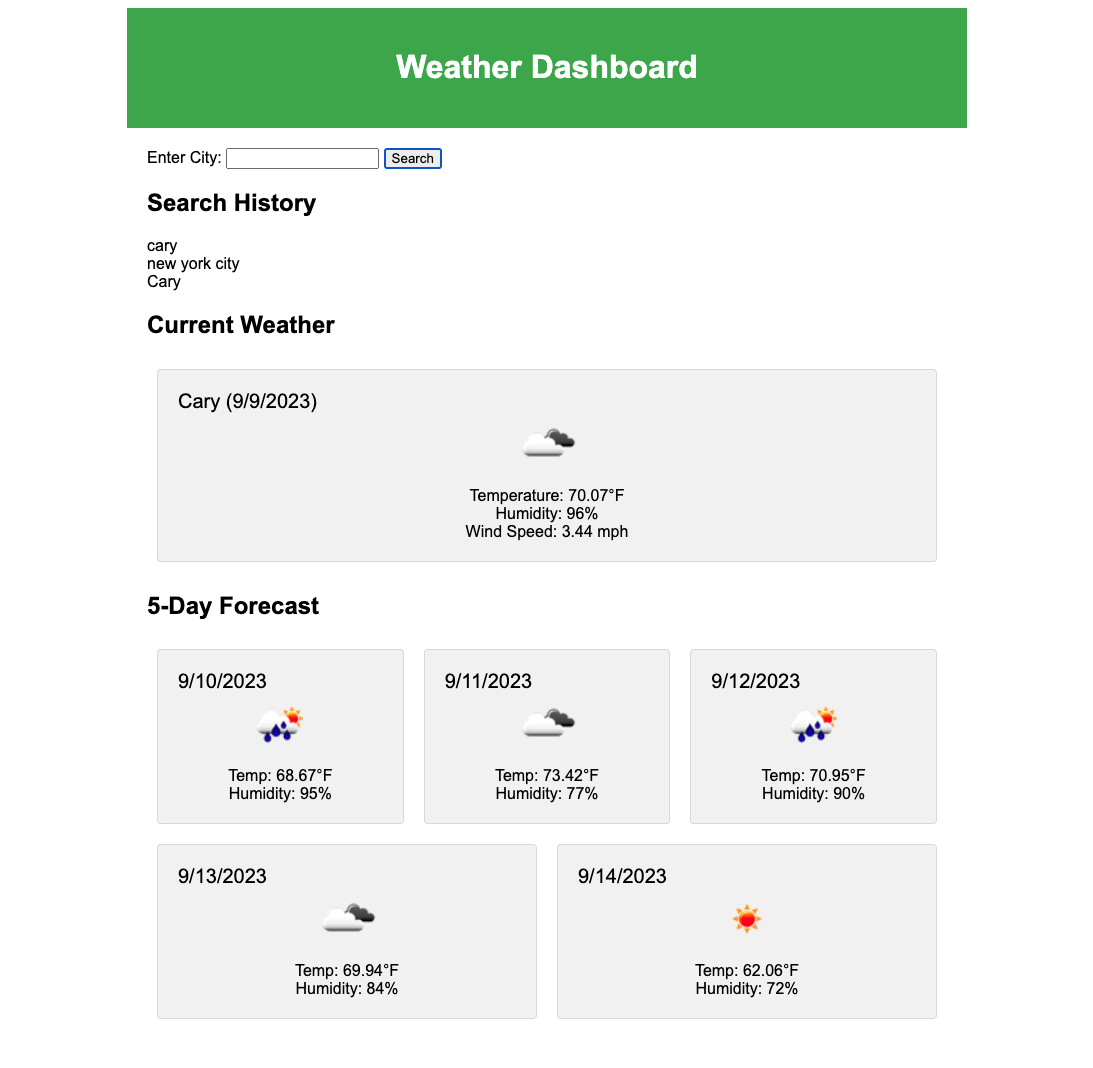 Weather Dashboard
Enter City: Search
Search History
cary
new york city
Cary
Current Weather
Cary (9/9/2023)
Temperature: 70.07°F
Humidity: 96%
Wind Speed: 3.44 mph
5-Day Forecast
9/10/2023
Temp: 68.67°F
Humidity: 95%
9/11/2023
Temp: 73.42°F
Humidity: 77%
9/12/2023
Temp: 70.95°F
Humidity: 90%
9/13/2023
Temp: 69.94°F
Humidity: 84%
9/14/2023
Temp: 62.06°F
Humidity: 72%